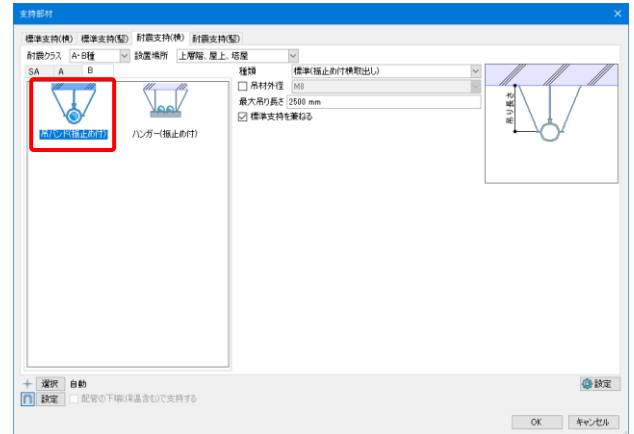 支持部材
標準支持(横) 標準支持(竪) 耐震支持(横) 耐震支持(竪)
耐震クラス A・B種 設置場所 上層階、屋上、塔屋
SA A B
吊バンド(振止め付) ハンガー(振止め付)
種類 標準(振止め付横取出し)
吊材外径 M8
最大吊り長さ 2500 mm
標準支持を兼ねる
吊り長さ
選択 自動
設定 配管の下端(保温含む)で支持する
設定
OK キャンセル